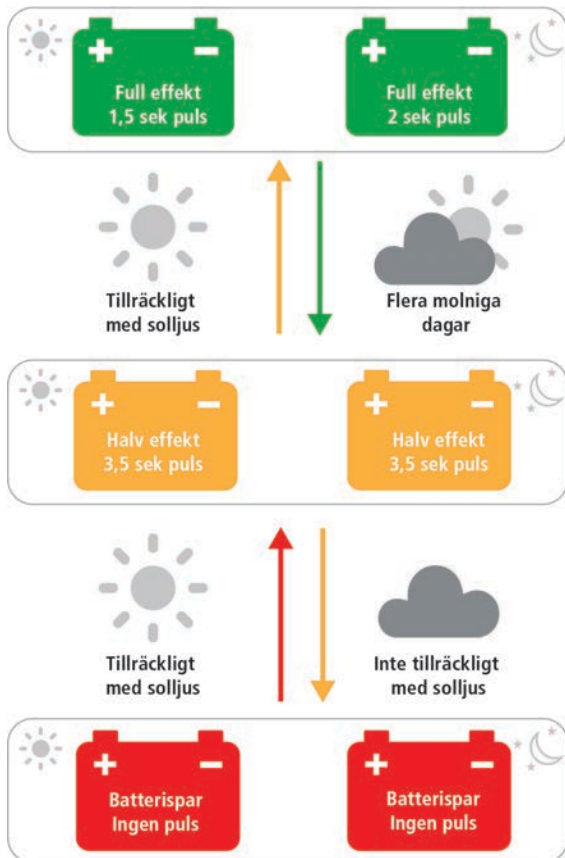 + −
Full effekt
1,5 sek puls
+ −
Full effekt
2 sek puls
Tillräckligt
med solljus
Flera molniga
dagar
+ −
Halv effekt
3,5 sek puls
+ −
Halv effekt
3,5 sek puls
Tillräckligt
med solljus
Inte tillräckligt
med solljus
+ −
Batterispar
Ingen puls
+ −
Batterispar
Ingen puls